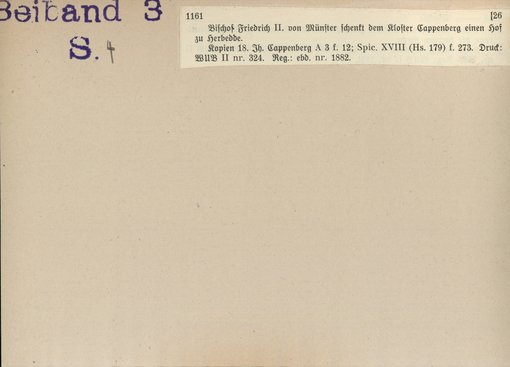 Beiband 3
S. 4
1161 [26
Bischof Friedrich II. von Münster schenkt dem Kloster Cappenberg einen Hof
zu Herbedde.
Kopien 18. Jh. Cappenberg A 3 f. 12; Spic. XVIII (Hs. 179) f. 273. Druck:
WUB II nr. 324. Reg.: ebd. nr. 1882.